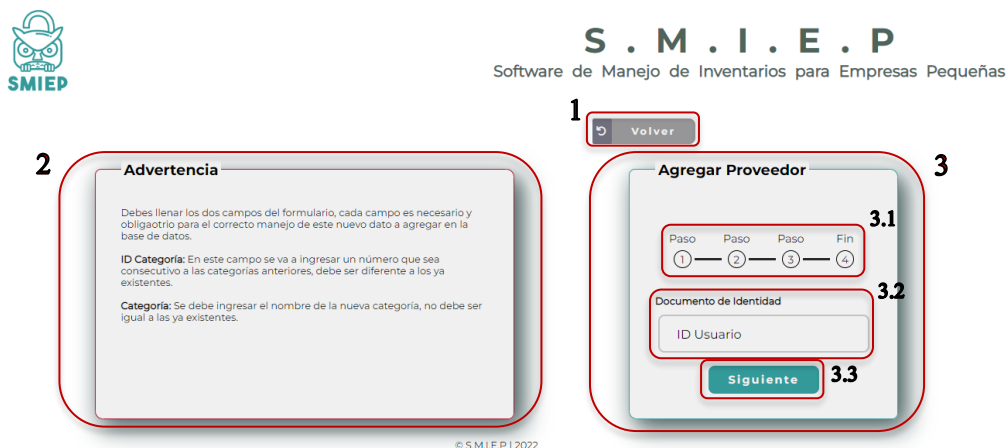 SMIEP
S . M . I . E . P
Software de Manejo de Inventarios para Empresas Pequeñas
1
Volver
2
Advertencia
Debes llenar los dos campos del formulario, cada campo es necesario y
obligaotrio para el correcto manejo de este nuevo dato a agregar en la
base de datos.
ID Categoría: En este campo se va a ingresar un número que sea
consecutivo a las categorías anteriores, debe ser diferente a los ya
existentes.
Categoría: Se debe ingresar el nombre de la nueva categoría, no debe ser
igual a las ya existentes.
3
Agregar Proveedor
3.1
Paso Paso Paso Fin
1 2 3 4
3.2
Documento de Identidad
ID Usuario
Siguiente
3.3
© S.M.I.E.P | 2022